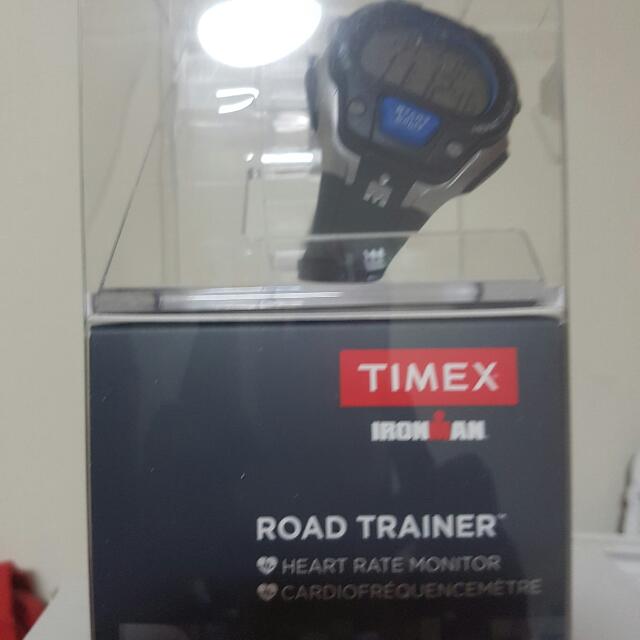 TIMEX
IRONMAN
ROAD TRAINER™
HEART RATE MONITOR
CARDIOFRÉQUENCEMÈTRE